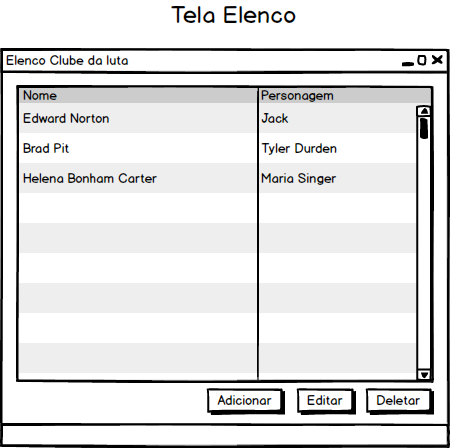 Tela Elenco
Elenco Clube da luta
Nome Personagem
Edward Norton Jack
Brad Pit Tyler Durden
Helena Bonham Carter Maria Singer
Adicionar Editar Deletar